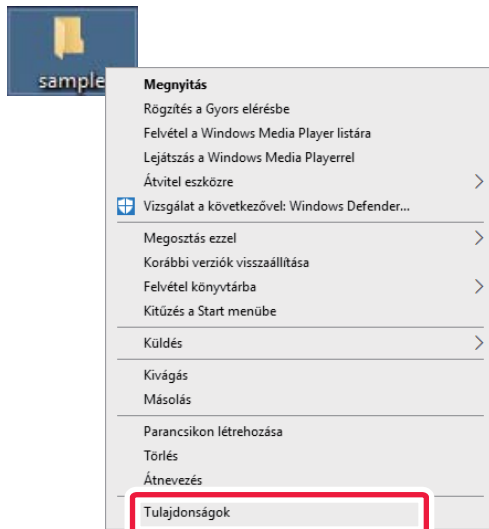 sample
Megnyitás
Rögzítés a Gyors elérésbe
Felvétel a Windows Media Player listára
Lejátszás a Windows Media Playerrel
Átvitel eszközre
Vizsgálat a következővel: Windows Defender...
Megosztás ezzel
Korábbi verziók visszaállítása
Felvétel könyvtárba
Kitűzés a Start menübe
Küldés
Kivágás
Másolás
Parancsikon létrehozása
Törlés
Átnevezés
Tulajdonságok